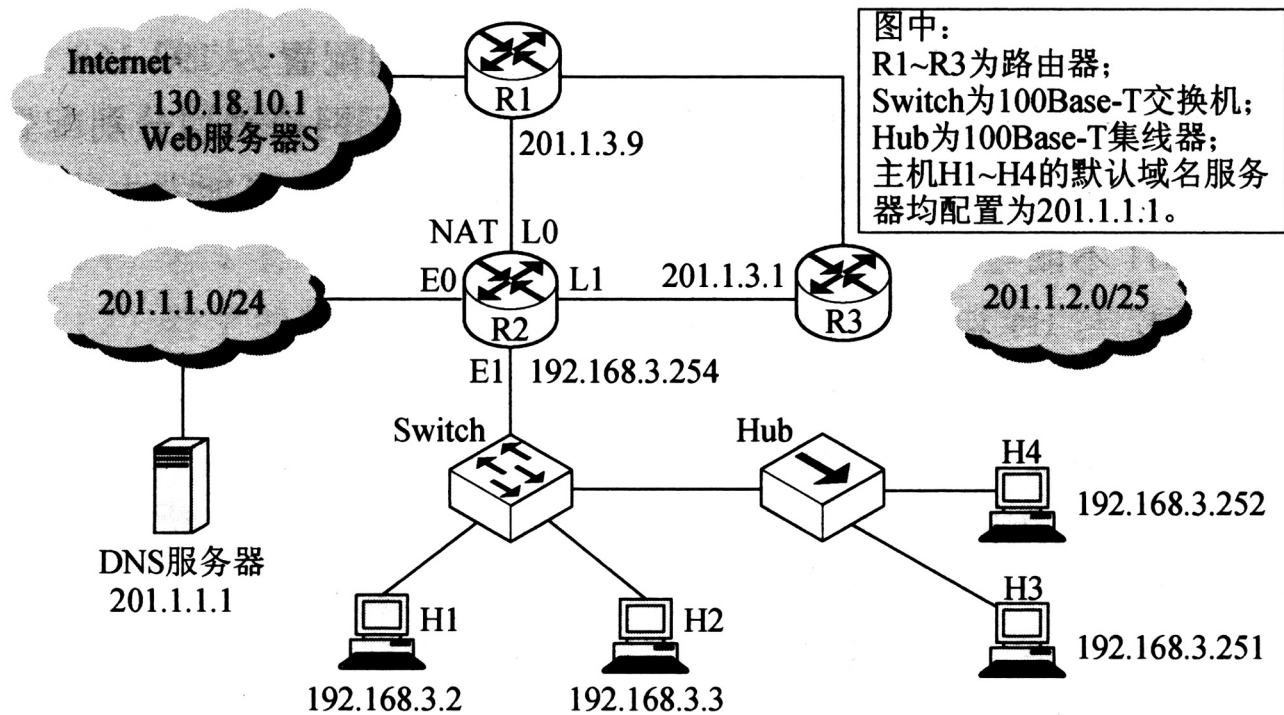 Internet
130.18.10.1
Web服务器S
R1
图中:
R1~R3为路由器;
Switch为100Base-T交换机;
Hub为100Base-T集线器;
主机H1~H4的默认域名服务
器均配置为201.1.1.1。
201.1.3.9
NAT
L0
201.1.1.0/24
E0
L1
R2
201.1.3.1
R3
201.1.2.0/25
E1
192.168.3.254
Switch
Hub
H4
192.168.3.252
DNS服务器
201.1.1.1
H1
192.168.3.2
H2
192.168.3.3
H3
192.168.3.251